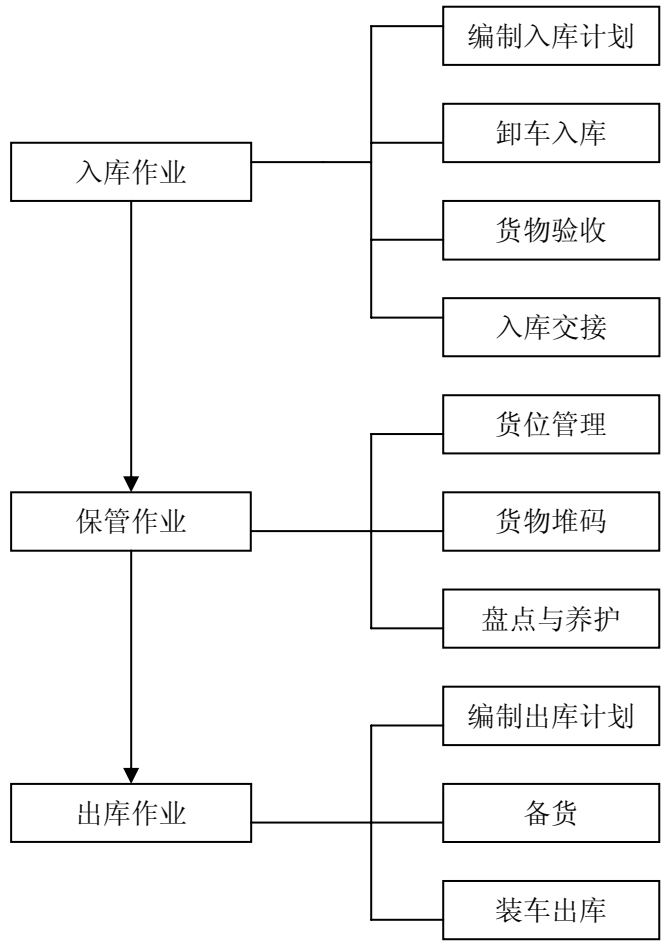 编制入库计划
卸车入库
入库作业
货物验收
入库交接
货位管理
保管作业
货物堆码
盘点与养护
编制出库计划
出库作业
备货
装车出库